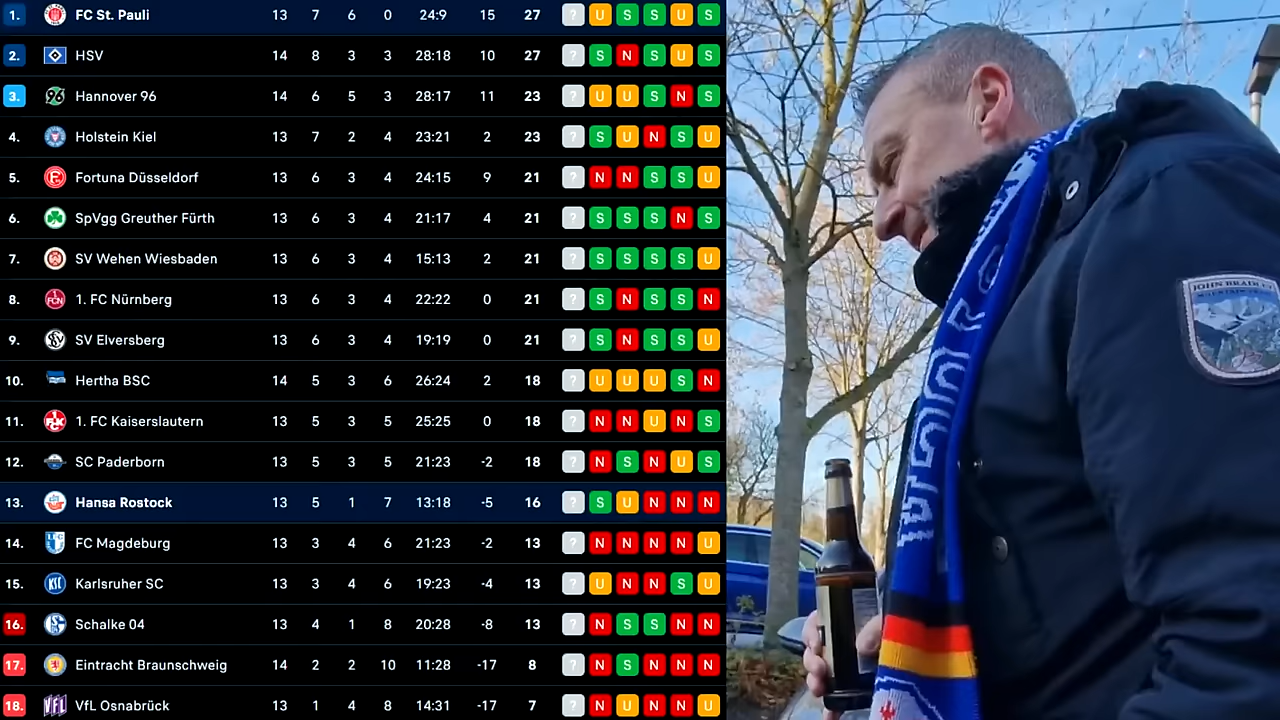 1. FC St. Pauli 13 7 6 0 24:9 15 27 ? U S S U S
2. HSV 14 8 3 3 28:18 10 27 ? S N S U S
3. Hannover 96 14 6 5 3 28:17 11 23 ? U U S N S
4. Holstein Kiel 13 7 2 4 23:21 2 23 ? S U N S U
5. Fortuna Düsseldorf 13 6 3 4 24:15 9 21 ? N N S S U
6. SpVgg Greuther Fürth 13 6 3 4 21:17 4 21 ? S S S N S
7. SV Wehen Wiesbaden 13 6 3 4 15:13 2 21 ? S S S S U
8. 1. FC Nürnberg 13 6 3 4 22:22 0 21 ? S N S S N
9. SV Elversberg 13 6 3 4 19:19 0 21 ? S N S S U
10. Hertha BSC 14 5 3 6 26:24 2 18 ? U U U S N
11. 1. FC Kaiserslautern 13 5 3 5 25:25 0 18 ? N N U N S
12. SC Paderborn 13 5 3 5 21:23 -2 18 ? N S N U S
13. Hansa Rostock 13 5 1 7 13:18 -5 16 ? S U N N N
14. FC Magdeburg 13 3 4 6 21:23 -2 13 ? N N N N U
15. Karlsruher SC 13 3 4 6 19:23 -4 13 ? U N N S U
16. Schalke 04 13 4 1 8 20:28 -8 13 ? N S S N N
17. Eintracht Braunschweig 14 2 2 10 11:28 -17 8 ? N S N N N
18. VfL Osnabrück 13 1 4 8 14:31 -17 7 ? N U N N U
JOHN BRADLEY